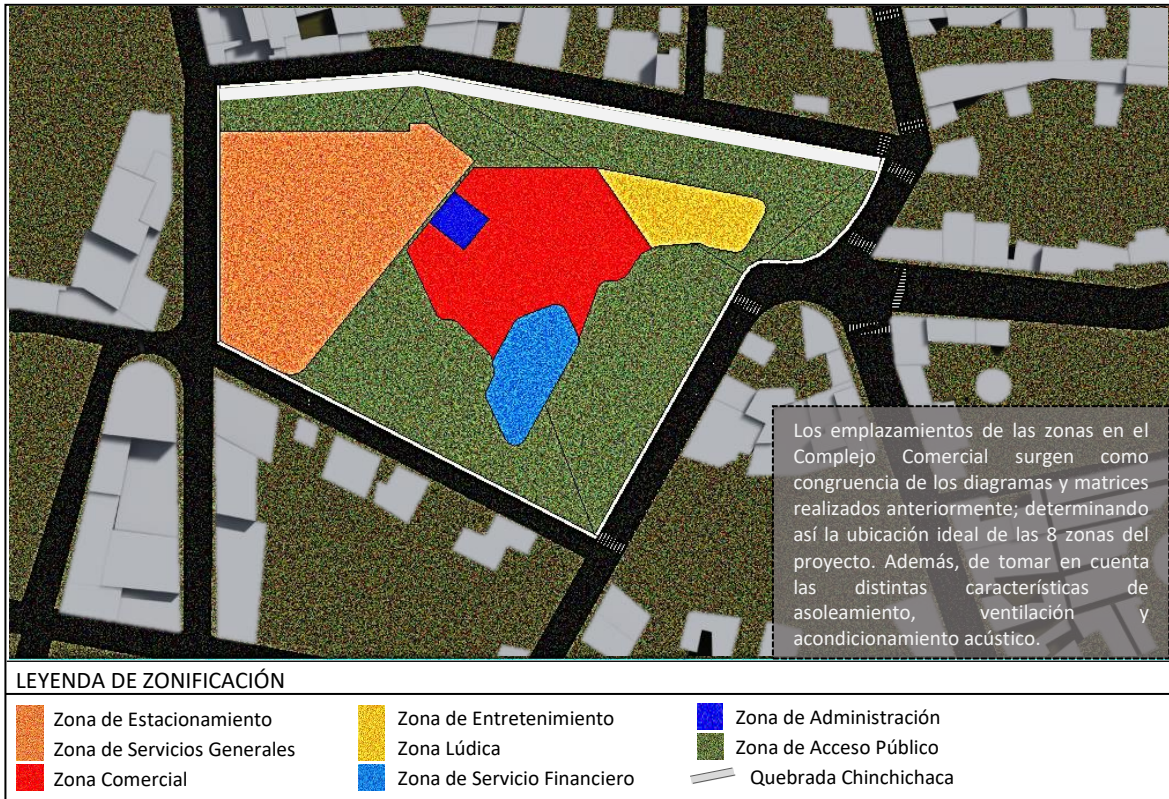 Los emplazamientos de las zonas en el
Complejo Comercial surgen como
congruencia de los diagramas y matrices
realizados anteriormente; determinando
así la ubicación ideal de las 8 zonas del
proyecto. Además, de tomar en cuenta
las distintas características de
asoleamiento, ventilación y
acondicionamiento acústico.
LEYENDA DE ZONIFICACIÓN
Zona de Estacionamiento
Zona de Servicios Generales
Zona Comercial
Zona de Entretenimiento
Zona Lúdica
Zona de Servicio Financiero
Zona de Administración
Zona de Acceso Público
Quebrada Chinchichaca